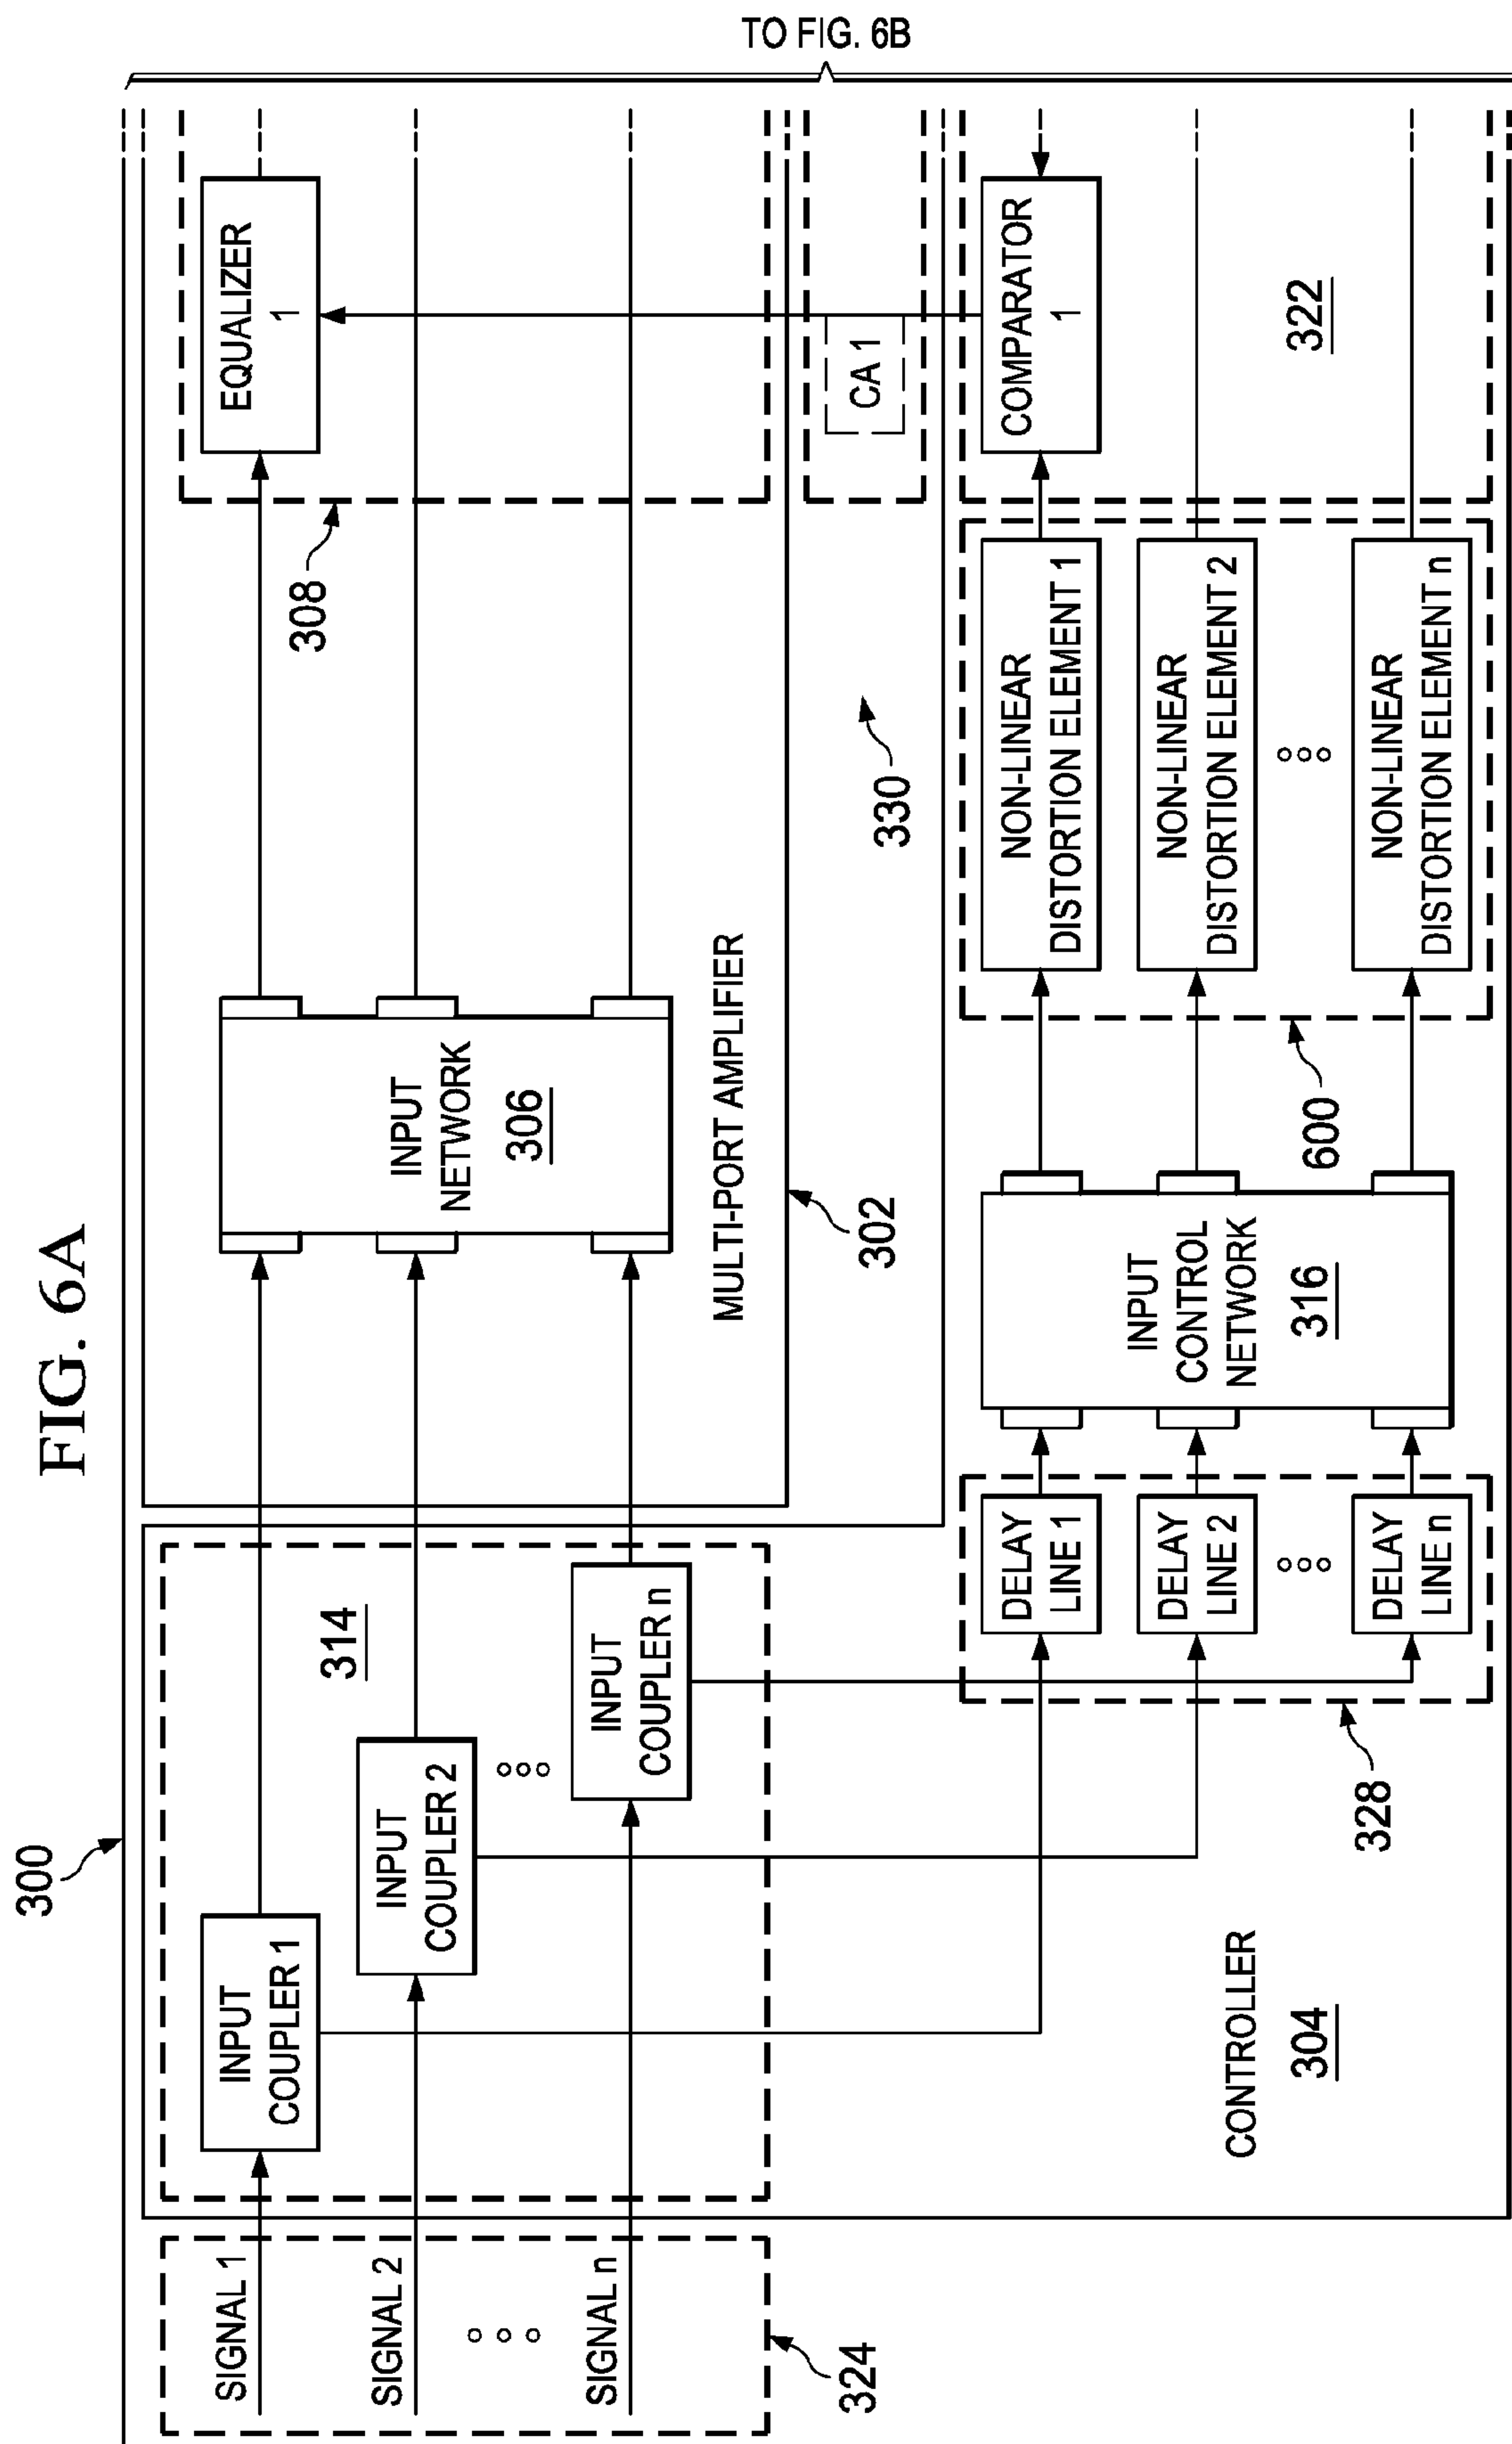 FIG. 6A
300
TO FIG. 6B
SIGNAL 1
SIGNAL 2
SIGNAL n
324
INPUT
COUPLER 1
INPUT
COUPLER 2
INPUT
COUPLER n
314
INPUT
NETWORK
306
MULTI-PORT AMPLIFIER
302
308
EQUALIZER
1
CA 1
330
CONTROLLER
304
DELAY
LINE 1
DELAY
LINE 2
DELAY
LINE n
328
INPUT
CONTROL
NETWORK
316
NON-LINEAR
DISTORTION ELEMENT 1
NON-LINEAR
DISTORTION ELEMENT 2
NON-LINEAR
DISTORTION ELEMENT n
600
COMPARATOR
1
322